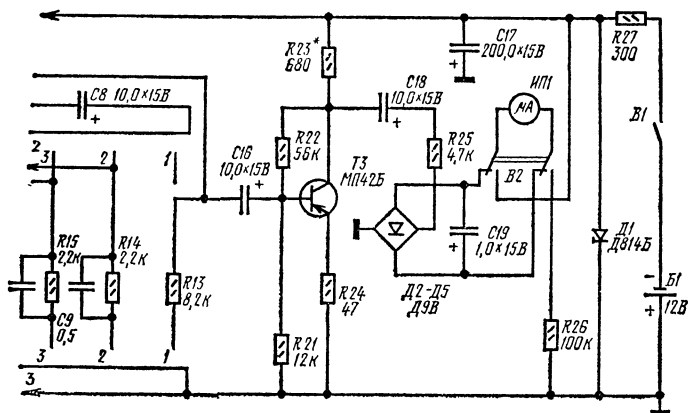 R23*
680
C17
200,0×15В
R27
300
C8 10,0×15В
C18
10,0×15В
ИП1
МА
В1
2
3
2
1
R22
56к
C16
10,0×15В
Т3
МП42Б
R25
4,7к
В2
R15
2,2к
R14
2,2к
R13
8,2к
C19
1,0×15В
Д1
Д814Б
C9
0,5
R24
47
Д2-Д5
Д9В
Б1
12В
R21
12к
R26
100к
3
2
1
3